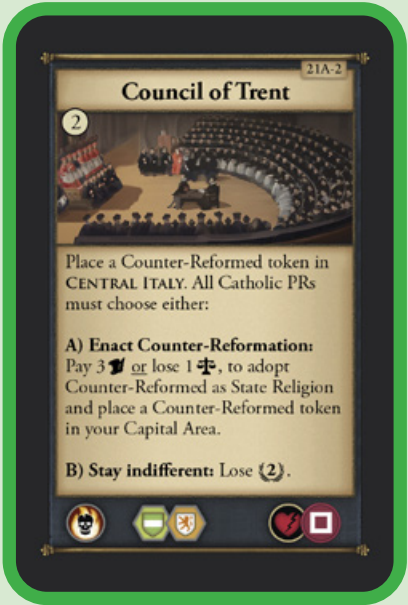 21A-2
Council of Trent
2
Place a Counter-Reformed token in
CENTRAL ITALY. All Catholic PRs
must choose either:
A) Enact Counter-Reformation:
Pay 3 or lose 1 , to adopt
Counter-Reformed as State Religion
and place a Counter-Reformed token
in your Capital Area.
B) Stay indifferent: Lose 2 .